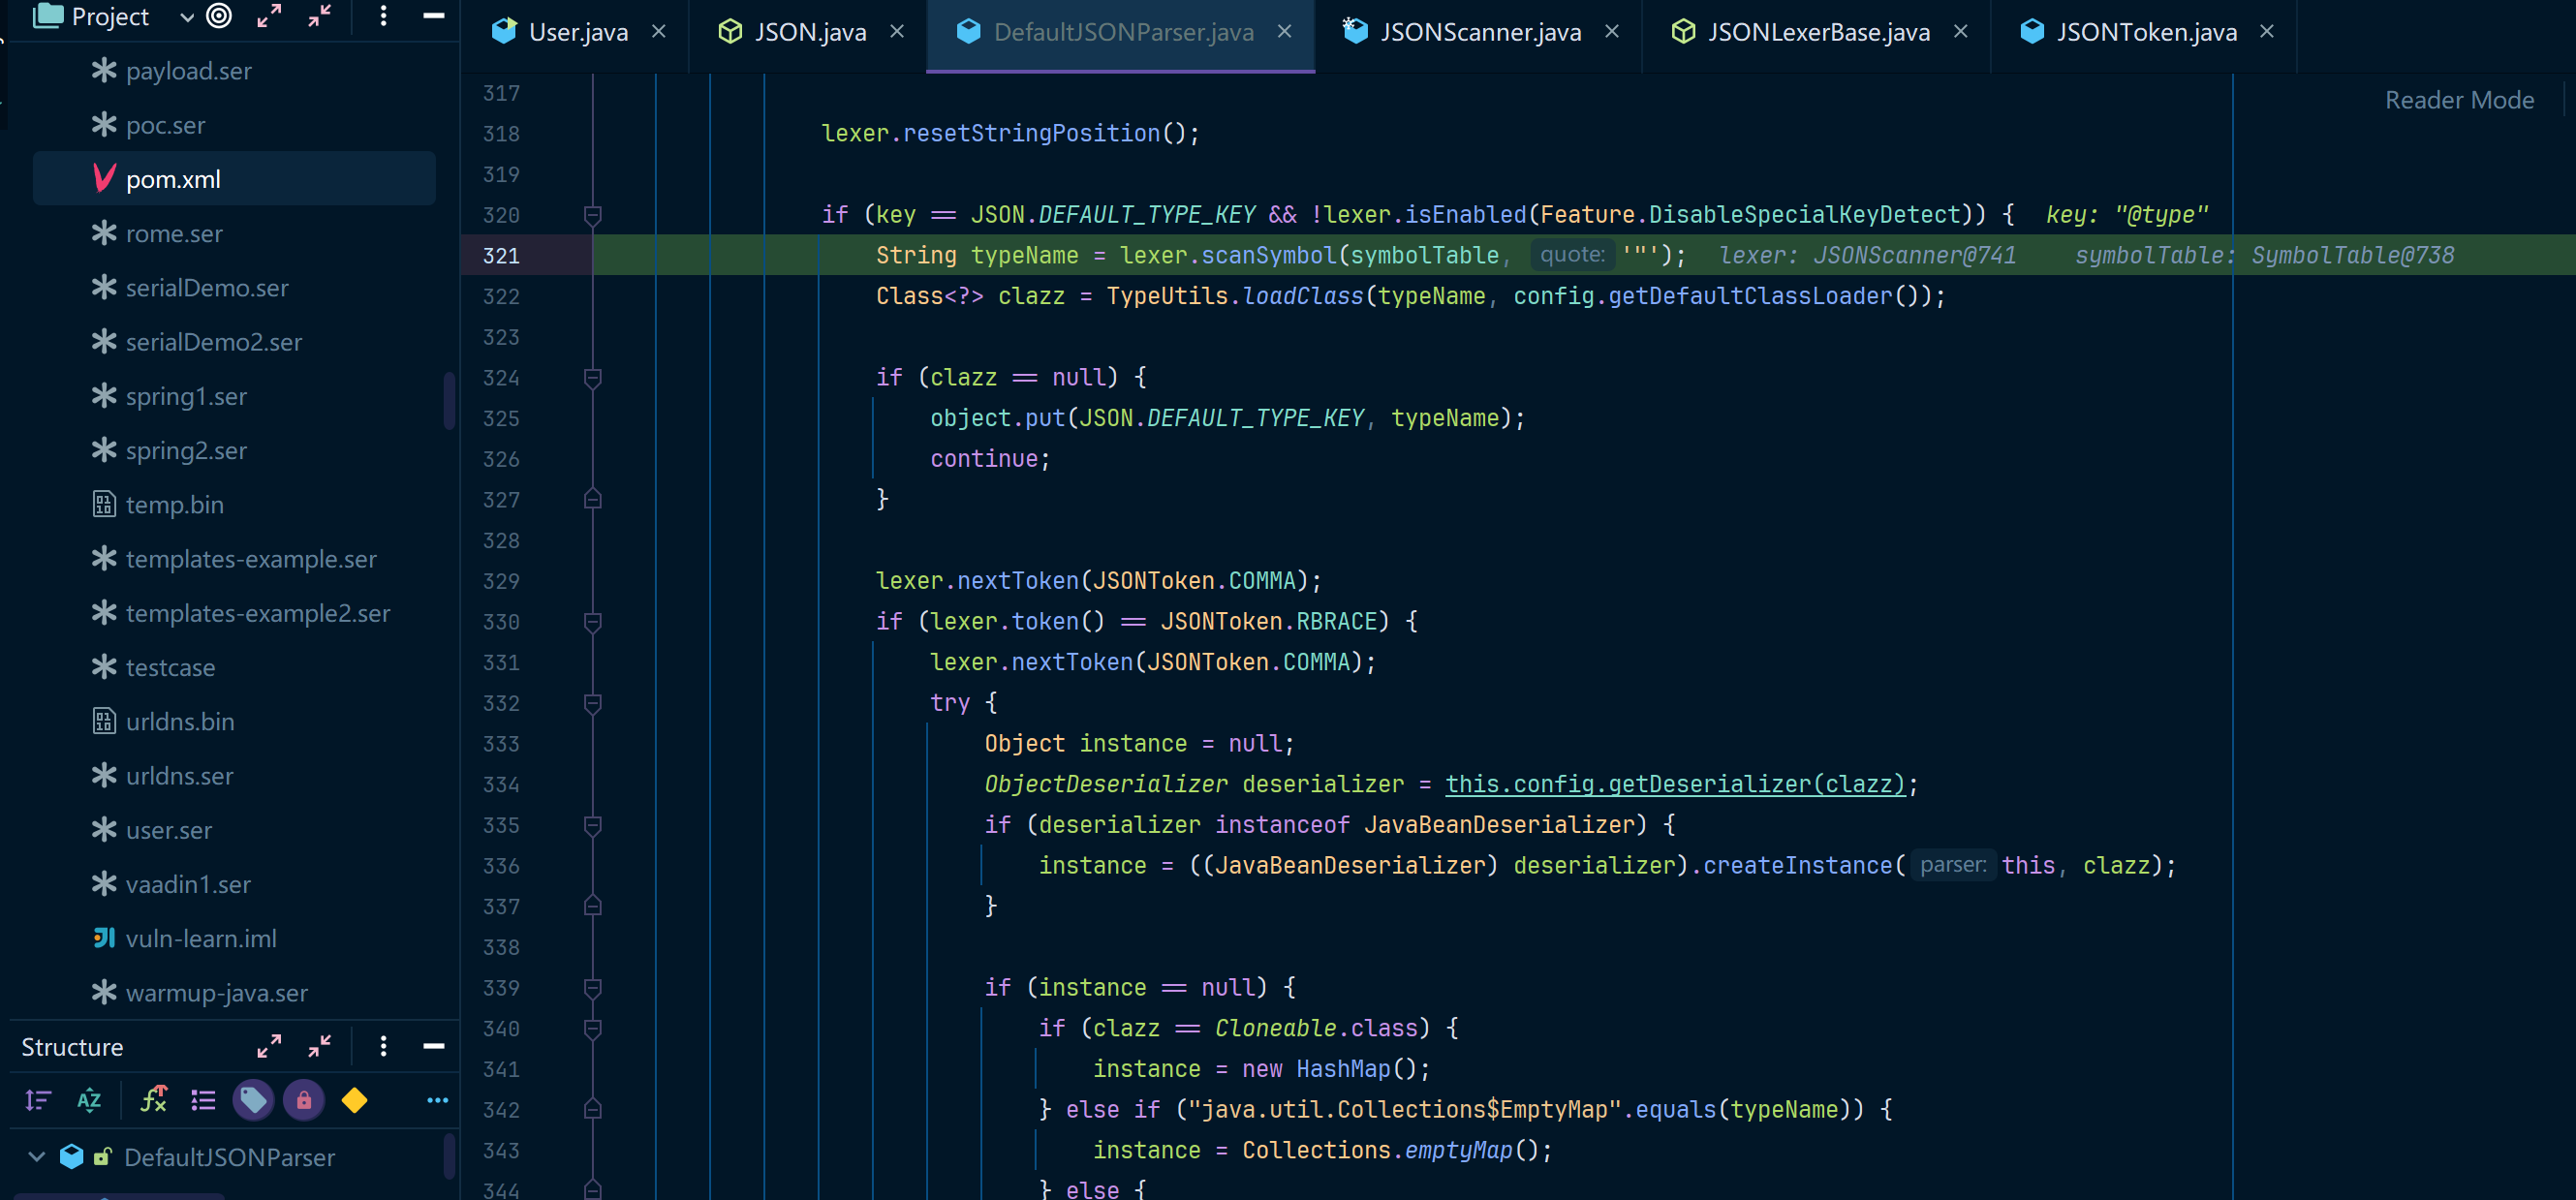 Project
payload.ser
poc.ser
pom.xml
rome.ser
serialDemo.ser
serialDemo2.ser
spring1.ser
spring2.ser
temp.bin
templates-example.ser
templates-example2.ser
testcase
urldns.bin
urldns.ser
user.ser
vaadin1.ser
vuln-learn.iml
warmup-java.ser
Structure
DefaultJSONParser
User.java JSON.java DefaultJSONParser.java JSONScanner.java JSONLexerBase.java JSONToken.java
Reader Mode
317
318 lexer.resetStringPosition();
319
320 if (key == JSON.DEFAULT_TYPE_KEY && !lexer.isEnabled(Feature.DisableSpecialKeyDetect)) { key: "@type"
321 String typeName = lexer.scanSymbol(symbolTable, quote: '"'); lexer: JSONScanner@741 symbolTable: SymbolTable@738
322 Class<?> clazz = TypeUtils.loadClass(typeName, config.getDefaultClassLoader());
323
324 if (clazz == null) {
325 object.put(JSON.DEFAULT_TYPE_KEY, typeName);
326 continue;
327 }
328
329 lexer.nextToken(JSONToken.COMMA);
330 if (lexer.token() == JSONToken.RBRACE) {
331 lexer.nextToken(JSONToken.COMMA);
332 try {
333 Object instance = null;
334 ObjectDeserializer deserializer = this.config.getDeserializer(clazz);
335 if (deserializer instanceof JavaBeanDeserializer) {
336 instance = ((JavaBeanDeserializer) deserializer).createInstance( parser: this, clazz);
337 }
338
339 if (instance == null) {
340 if (clazz == Cloneable.class) {
341 instance = new HashMap();
342 } else if ("java.util.Collections$EmptyMap".equals(typeName)) {
343 instance = Collections.emptyMap();
344 } else {